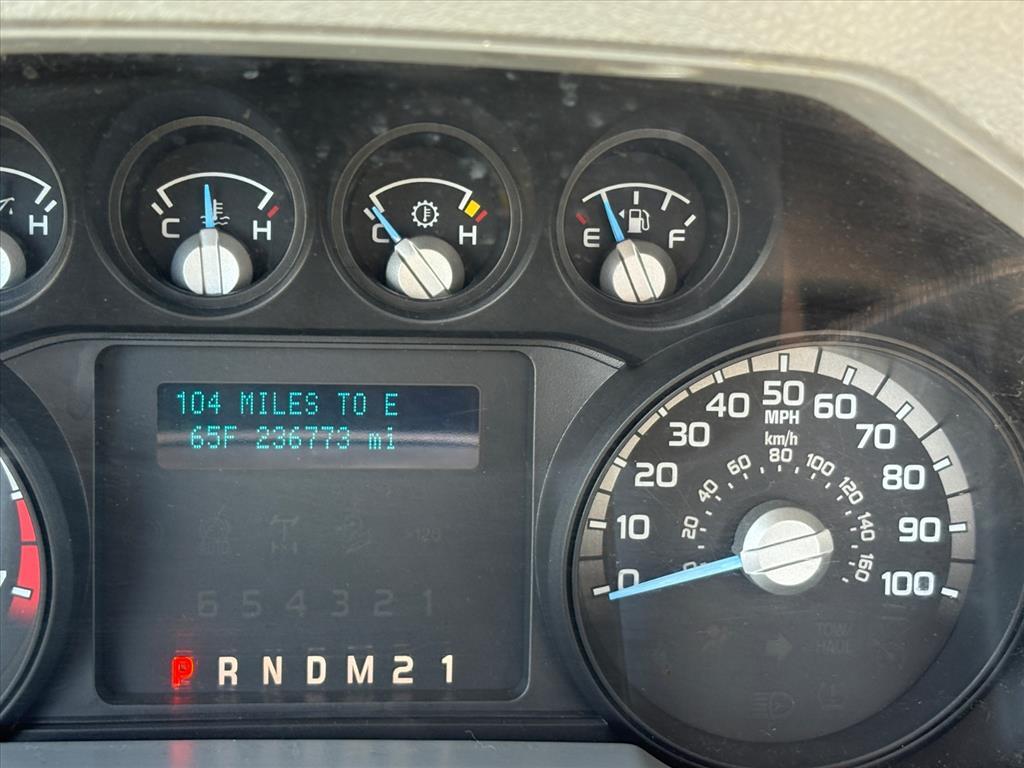 H
C H
C H
E F
104 MILES TO E
65F 236773 mi
6 5 4 3 2 1
P R N D M 2 1
0 10 20 30 40 50 60 70 80 90 100
MPH
km/h
20 40 60 80 100 120 140 160
TOW
HAUL